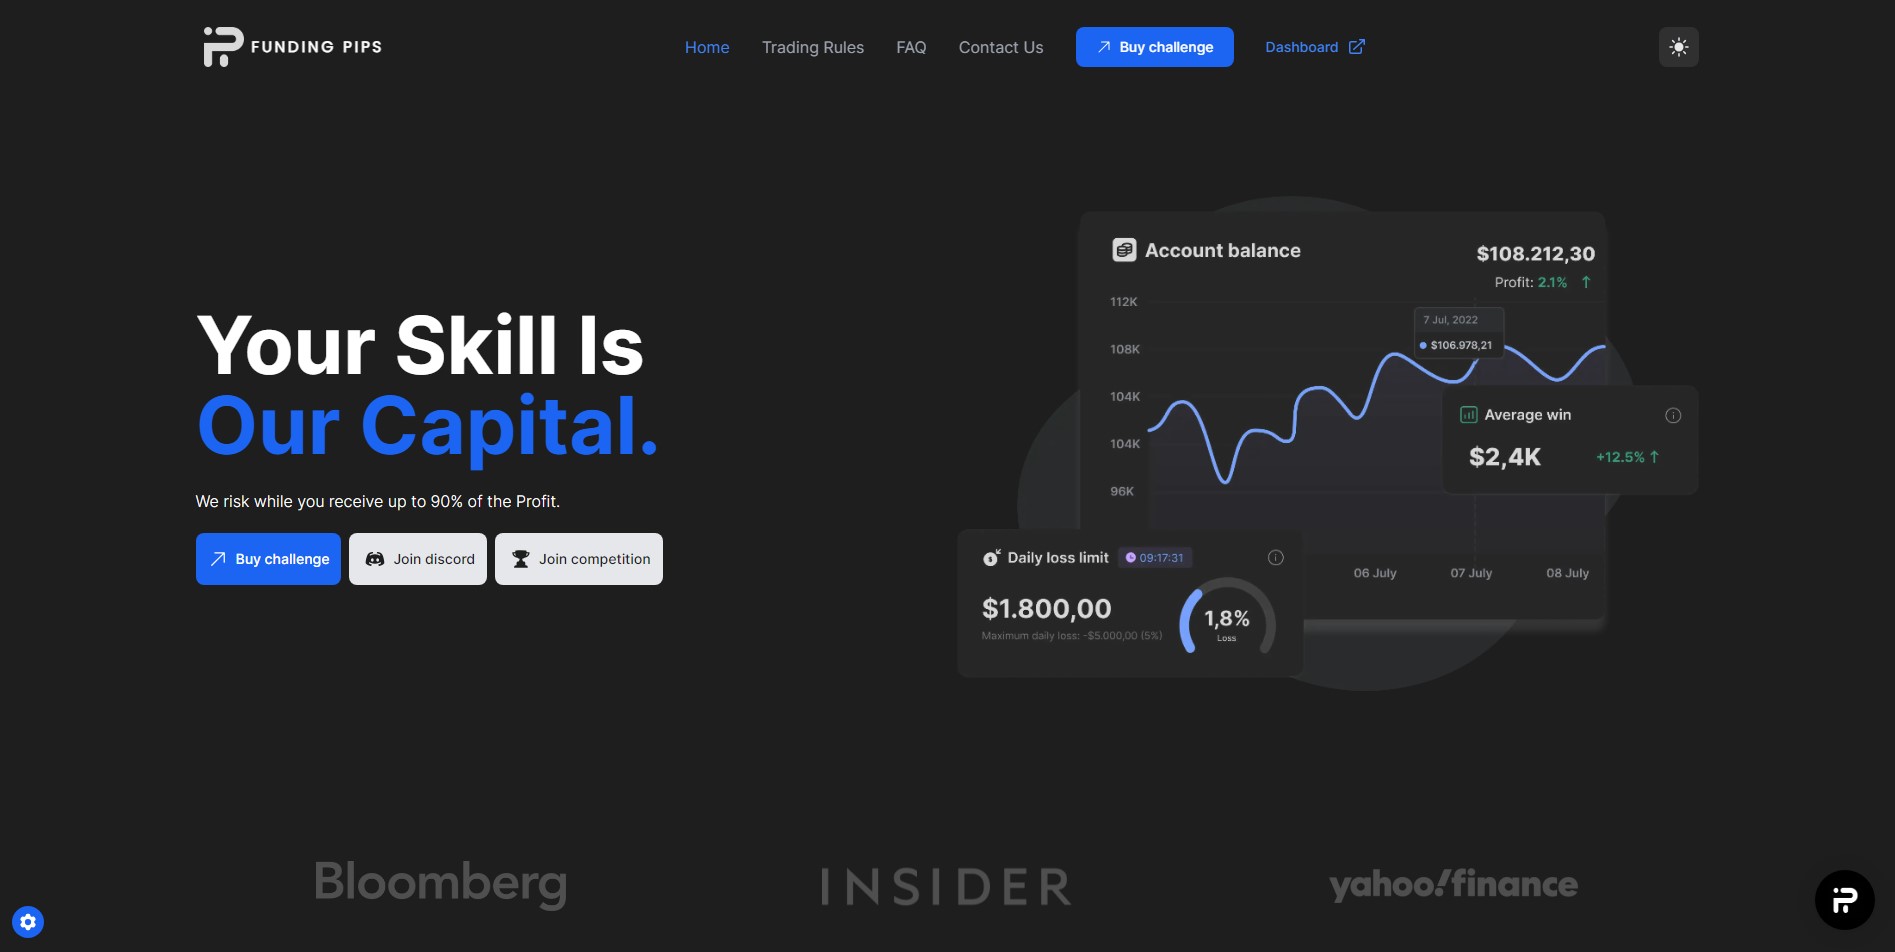 FUNDING PIPS
Home
Trading Rules
FAQ
Contact Us
Buy challenge
Dashboard
Your Skill Is
Our Capital.
We risk while you receive up to 90% of the Profit.
Buy challenge
Join discord
Join competition
Account balance
$108.212,30
Profit: 2.1%
112K
108K
104K
104K
96K
7 Jul, 2022
$106.978,21
06 July
07 July
08 July
Average win
$2,4K
+12.5%
Daily loss limit
09:17:31
$1.800,00
Maximum daily loss: -$5.000,00 (5%)
1,8%
Loss
Bloomberg
INSIDER
yahoo!finance